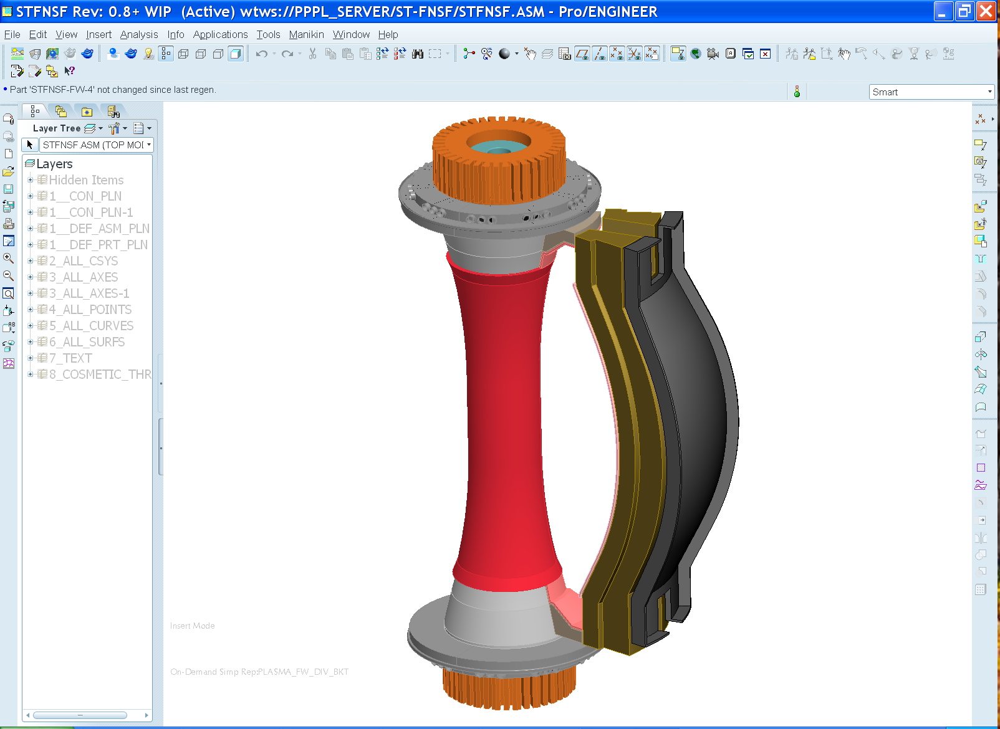 STFNSF Rev: 0.8+ WIP (Active) wtws://PPPL_SERVER/ST-FNSF/STFNSF.ASM - Pro/ENGINEER
File Edit View Insert Analysis Info Applications Tools Manikin Window Help
Part 'STFNSF-FW-4' not changed since last regen.
Smart
Layer Tree
STFNSF.ASM (TOP MOI
Layers
Hidden Items
1__CON_PLN
1__CON_PLN-1
1__DEF_ASM_PLN
1__DEF_PRT_PLN
2_ALL_CSYS
3_ALL_AXES
3_ALL_AXES-1
4_ALL_POINTS
5_ALL_CURVES
6_ALL_SURFS
7_TEXT
8_COSMETIC_THR
Insert Mode
On-Demand Simp Rep:PLASMA_FW_DIV_BKT